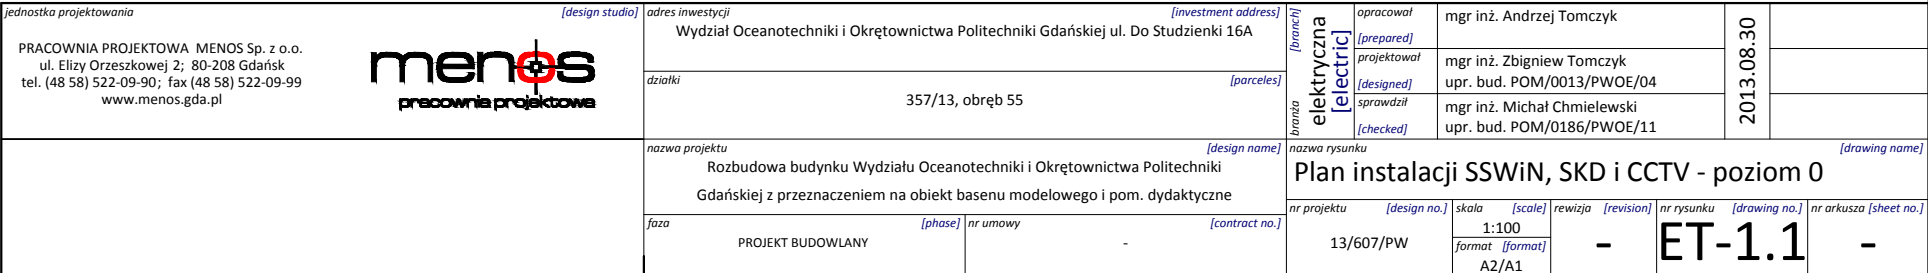 jednostka projektowania [design studio]
PRACOWNIA PROJEKTOWA MENOS Sp. z o.o.
ul. Elizy Orzeszkowej 2; 80-208 Gdańsk
tel. (48 58) 522-09-90; fax (48 58) 522-09-99
www.menos.gda.pl
menos
pracownia projektowa
adres inwestycji [investment address]
Wydział Oceanotechniki i Okrętownictwa Politechniki Gdańskiej ul. Do Studzienki 16A
działki [parceles]
357/13, obręb 55
branża [branch]
elektryczna
[electric]
opracował
[prepared]
mgr inż. Andrzej Tomczyk
projektował
[designed]
mgr inż. Zbigniew Tomczyk
upr. bud. POM/0013/PWOE/04
sprawdził
[checked]
mgr inż. Michał Chmielewski
upr. bud. POM/0186/PWOE/11
2013.08.30
nazwa projektu [design name]
Rozbudowa budynku Wydziału Oceanotechniki i Okrętownictwa Politechniki
Gdańskiej z przeznaczeniem na obiekt basenu modelowego i pom. dydaktyczne
faza [phase]
PROJEKT BUDOWLANY
nr umowy [contract no.]
-
nazwa rysunku [drawing name]
Plan instalacji SSWiN, SKD i CCTV - poziom 0
nr projektu [design no.]
13/607/PW
skala [scale]
1:100
format [format]
A2/A1
rewizja [revision]
-
nr rysunku [drawing no.]
ET-1.1
nr arkusza [sheet no.]
-